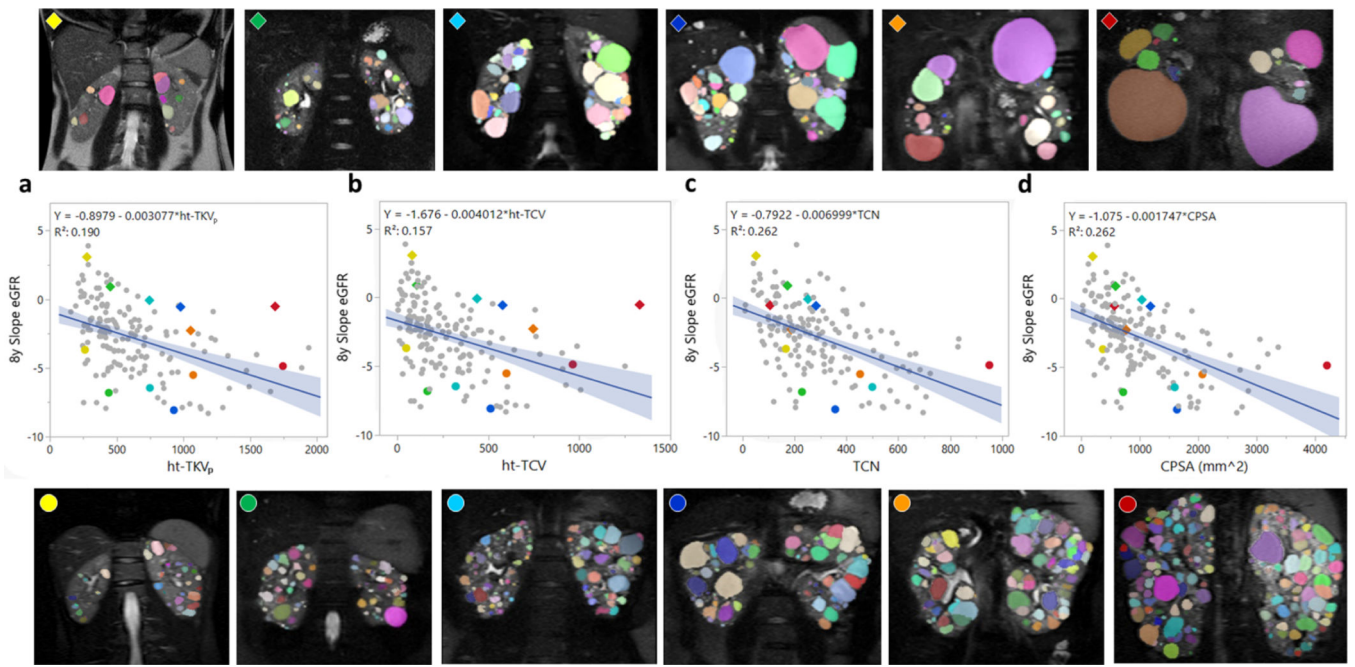 a
b
c
d
Y = -0.8979 - 0.003077*ht-TKVₚ
R²: 0.190
5
0
-5
-10
8y Slope eGFR
0
500
1000
1500
2000
ht-TKVₚ
Y = -1.676 - 0.004012*ht-TCV
R²: 0.157
5
0
-5
-10
8y Slope eGFR
0
500
1000
1400
ht-TCV
Y = -0.7922 - 0.006999*TCN
R²: 0.262
5
0
-5
-10
8y Slope eGFR
0
200
400
600
800
1000
TCN
Y = -1.075 - 0.001747*CPSA
R²: 0.262
5
0
-5
-10
8y Slope eGFR
0
1000
2000
3000
4000
CPSA (mm^2)